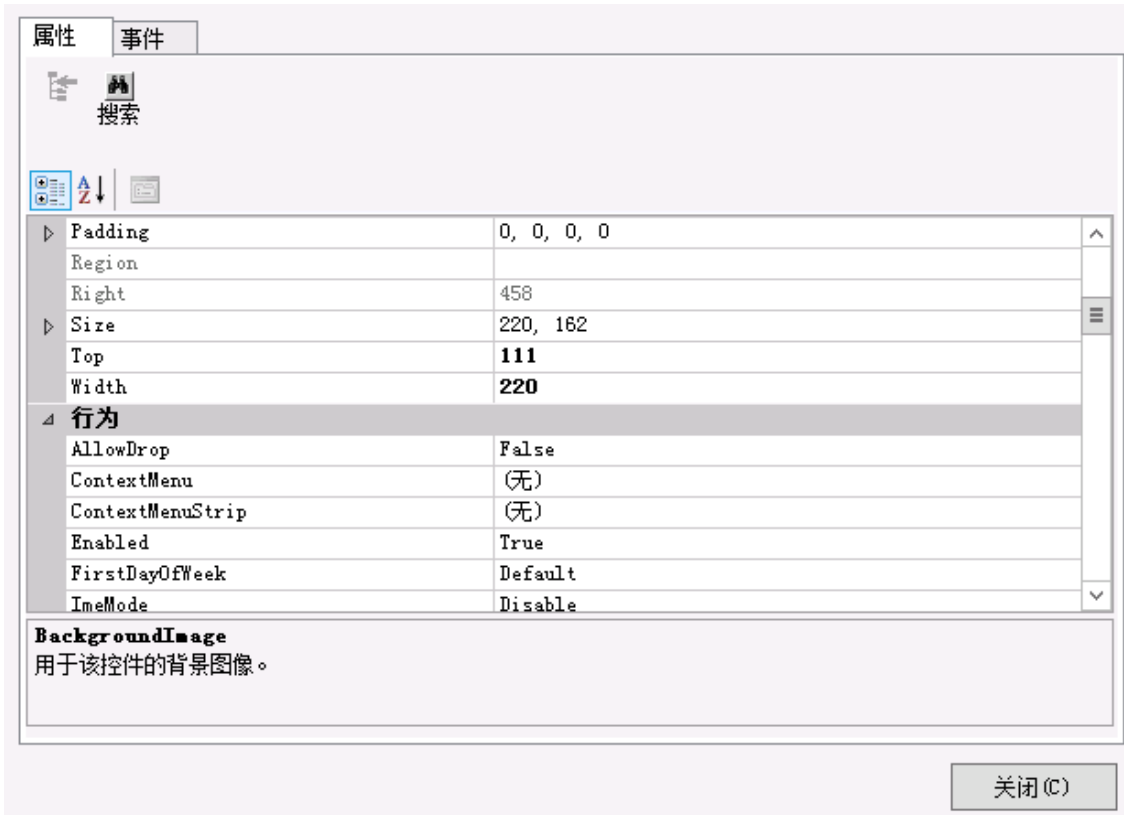 属性 事件
搜索
Padding 0, 0, 0, 0
Region
Right 458
Size 220, 162
Top 111
Width 220
行为
AllowDrop False
ContextMenu (无)
ContextMenuStrip (无)
Enabled True
FirstDayOfWeek Default
ImeMode Disable
BackgroundImage
用于该控件的背景图像。
关闭(C)